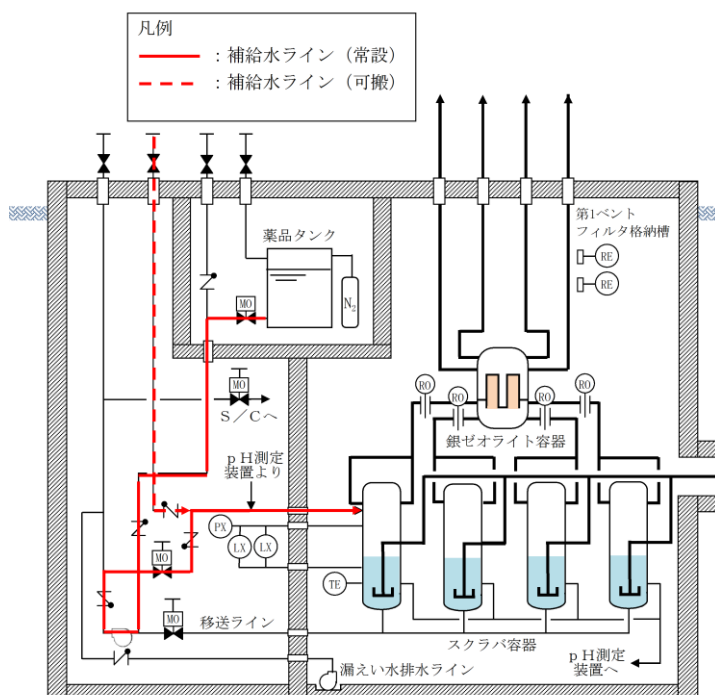 凡例
：補給水ライン（常設）
：補給水ライン（可搬）
第1ベント
フィルタ格納槽
RE
RE
薬品タンク
N₂
MO
MO
S／Cへ
RO
RO
RO
RO
銀ゼオライト容器
pH測定
装置より
PX
LX
LX
MO
TE
MO
移送ライン
スクラバ容器
漏えい水排水ライン
pH測定
装置へ